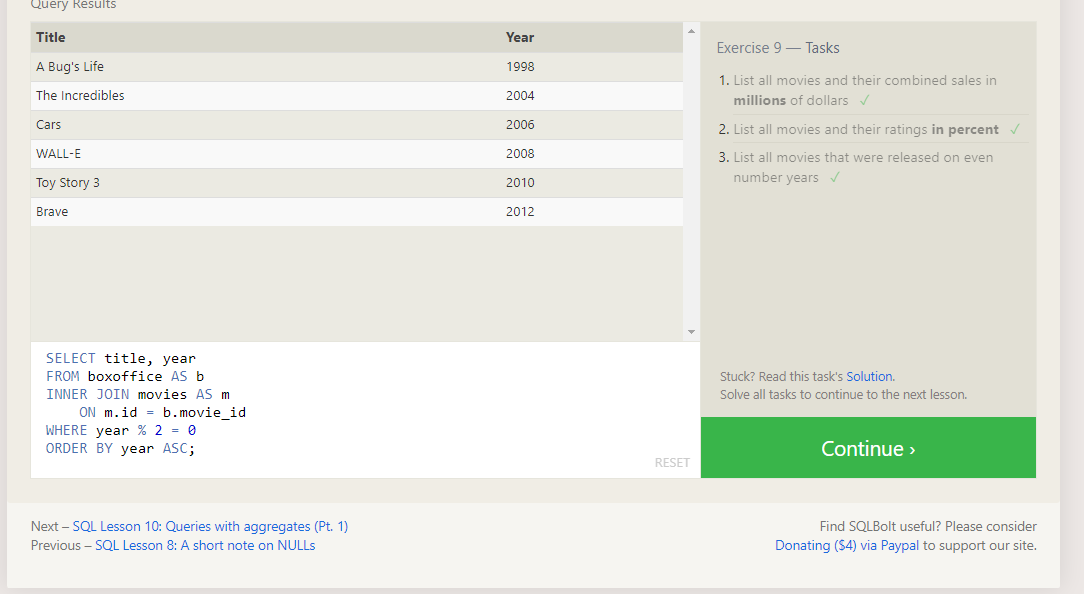 Query Results
Title Year
A Bug's Life 1998
The Incredibles 2004
Cars 2006
WALL-E 2008
Toy Story 3 2010
Brave 2012
SELECT title, year
FROM boxoffice AS b
INNER JOIN movies AS m
    ON m.id = b.movie_id
WHERE year % 2 = 0
ORDER BY year ASC;
RESET
Exercise 9 — Tasks
1. List all movies and their combined sales in
millions of dollars ✓
2. List all movies and their ratings in percent ✓
3. List all movies that were released on even
number years ✓
Stuck? Read this task's Solution.
Solve all tasks to continue to the next lesson.
Continue ›
Next – SQL Lesson 10: Queries with aggregates (Pt. 1)
Previous – SQL Lesson 8: A short note on NULLs
Find SQLBolt useful? Please consider
Donating ($4) via Paypal to support our site.